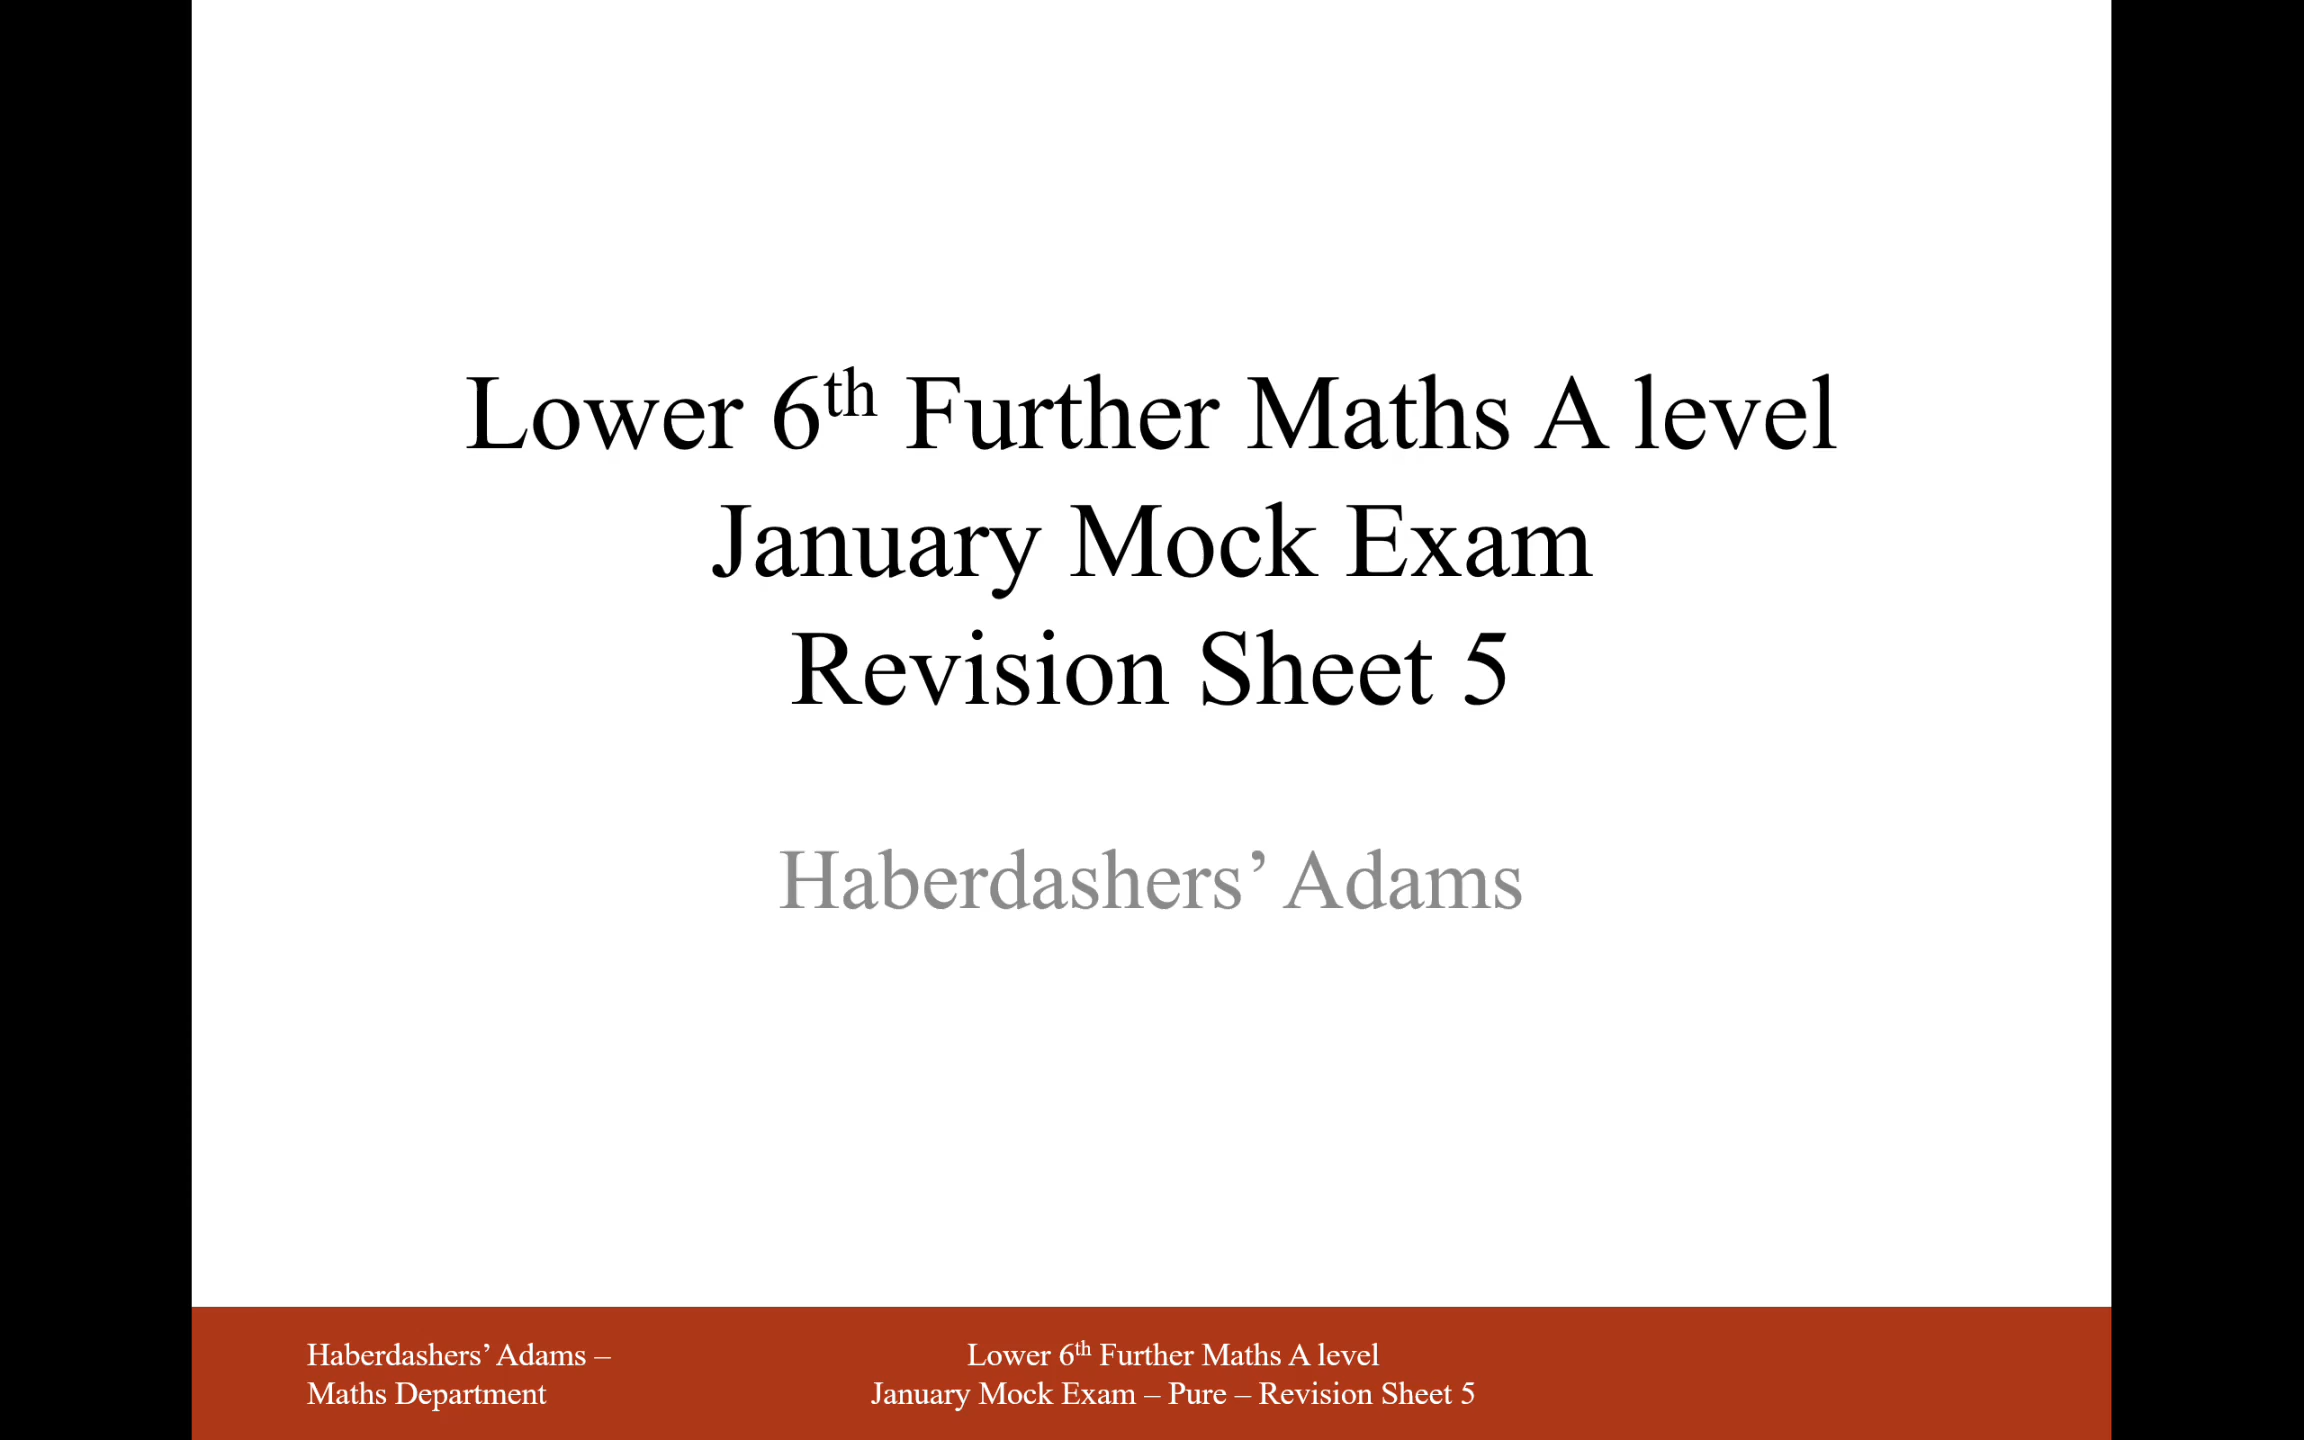 Lower 6th Further Maths A level
January Mock Exam
Revision Sheet 5
Haberdashers’ Adams
Haberdashers’ Adams –
Maths Department
Lower 6th Further Maths A level
January Mock Exam – Pure – Revision Sheet 5